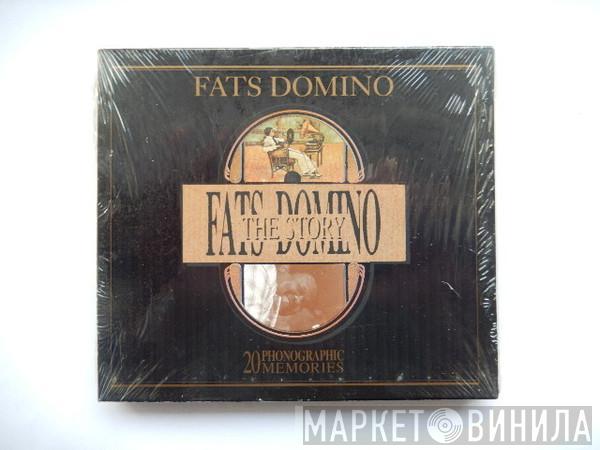 FATS DOMINO
FATS DOMINO
THE STORY
20 PHONOGRAPHIC
MEMORIES
МАРКЕТ ВИНИЛА